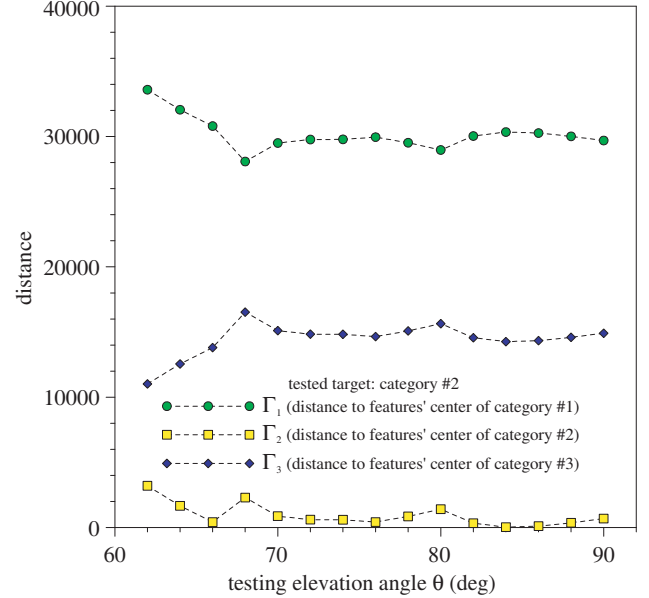 40000
30000
20000
10000
0
distance
tested target: category #2
Γ₁ (distance to features' center of category #1)
Γ₂ (distance to features' center of category #2)
Γ₃ (distance to features' center of category #3)
60 70 80 90
testing elevation angle θ (deg)